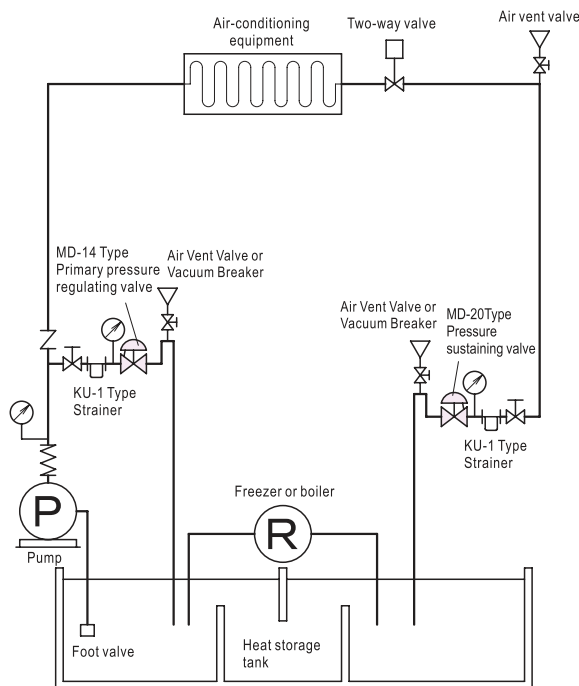 Air-conditioning
equipment
Two-way valve
Air vent valve
MD-14 Type
Primary pressure
regulating valve
Air Vent Valve or
Vacuum Breaker
Air Vent Valve or
Vacuum Breaker
MD-20Type
Pressure
sustaining valve
KU-1 Type
Strainer
KU-1 Type
Strainer
P
Pump
Freezer or boiler
R
Foot valve
Heat storage
tank